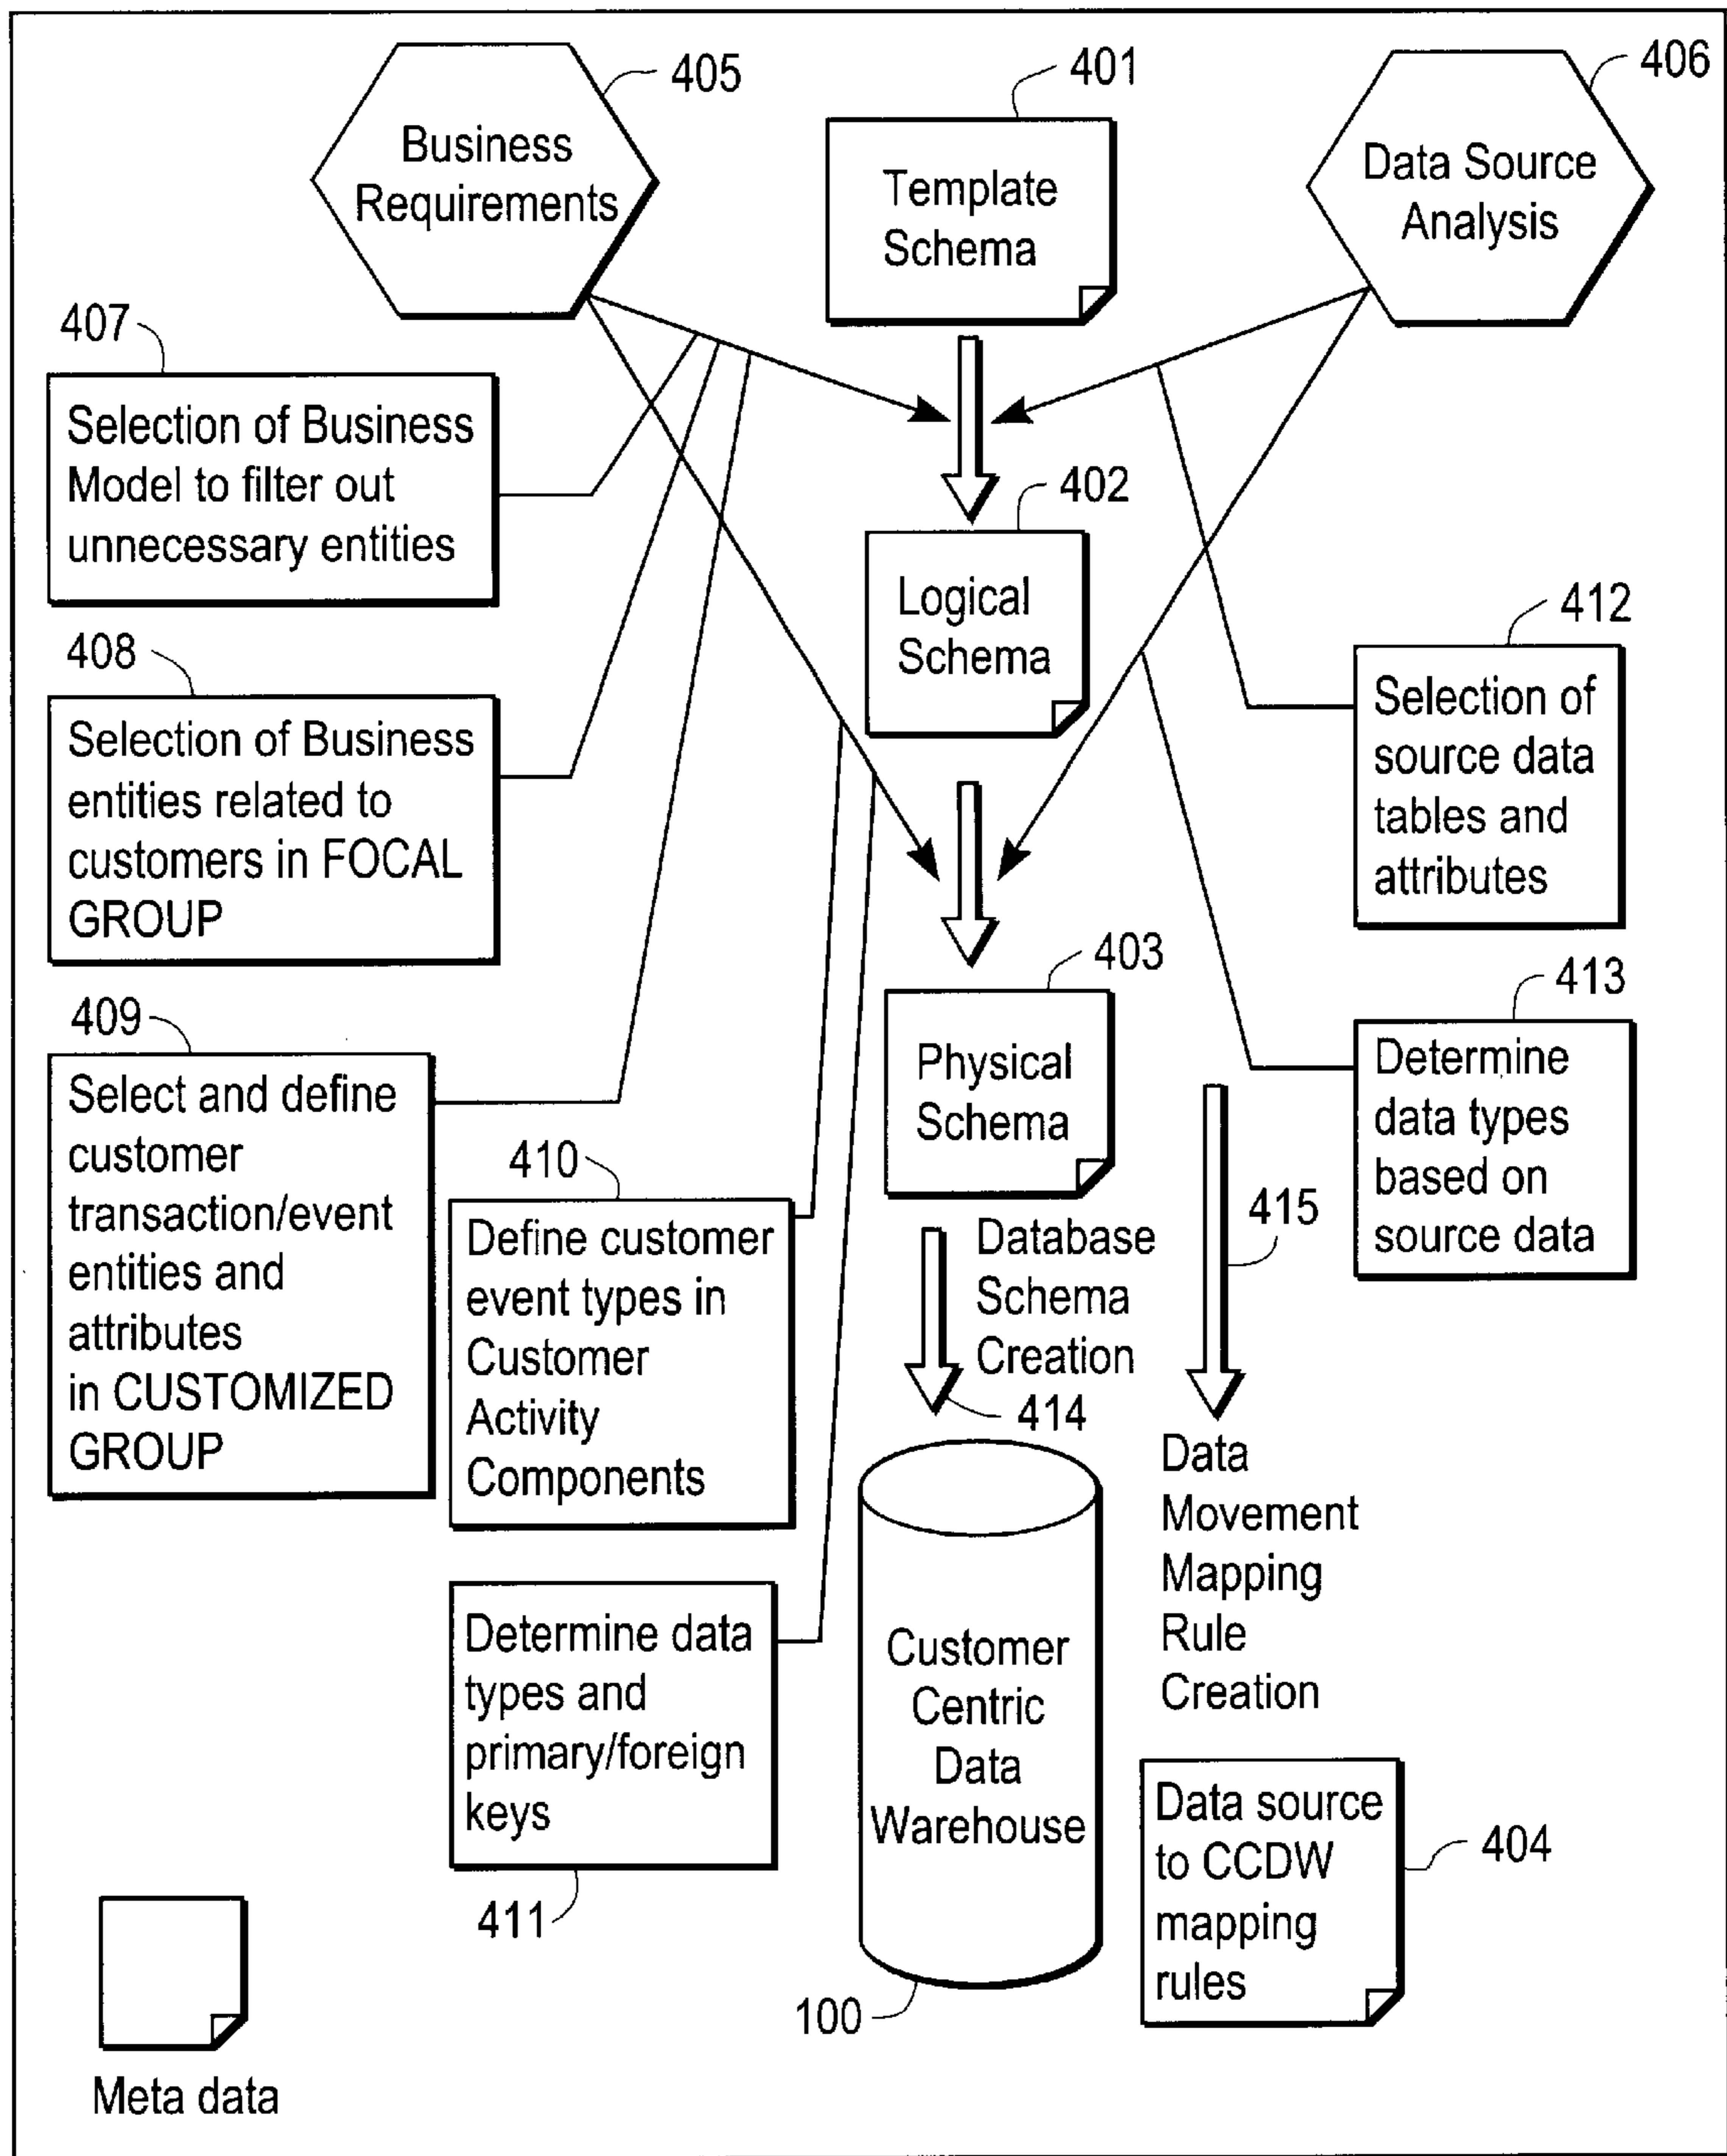 405
Business
Requirements
401
Template
Schema
406
Data Source
Analysis
407
Selection of Business
Model to filter out
unnecessary entities
402
Logical
Schema
408
Selection of Business
entities related to
customers in FOCAL
GROUP
412
Selection of
source data
tables and
attributes
409
Select and define
customer
transaction/event
entities and
attributes
in CUSTOMIZED
GROUP
403
Physical
Schema
413
Determine
data types
based on
source data
410
Define customer
event types in
Customer
Activity
Components
Database
Schema
Creation
414
415
Data
Movement
Mapping
Rule
Creation
411
Determine data
types and
primary/foreign
keys
Customer
Centric
Data
Warehouse
100
Data source
to CCDW
mapping
rules
404
Meta data